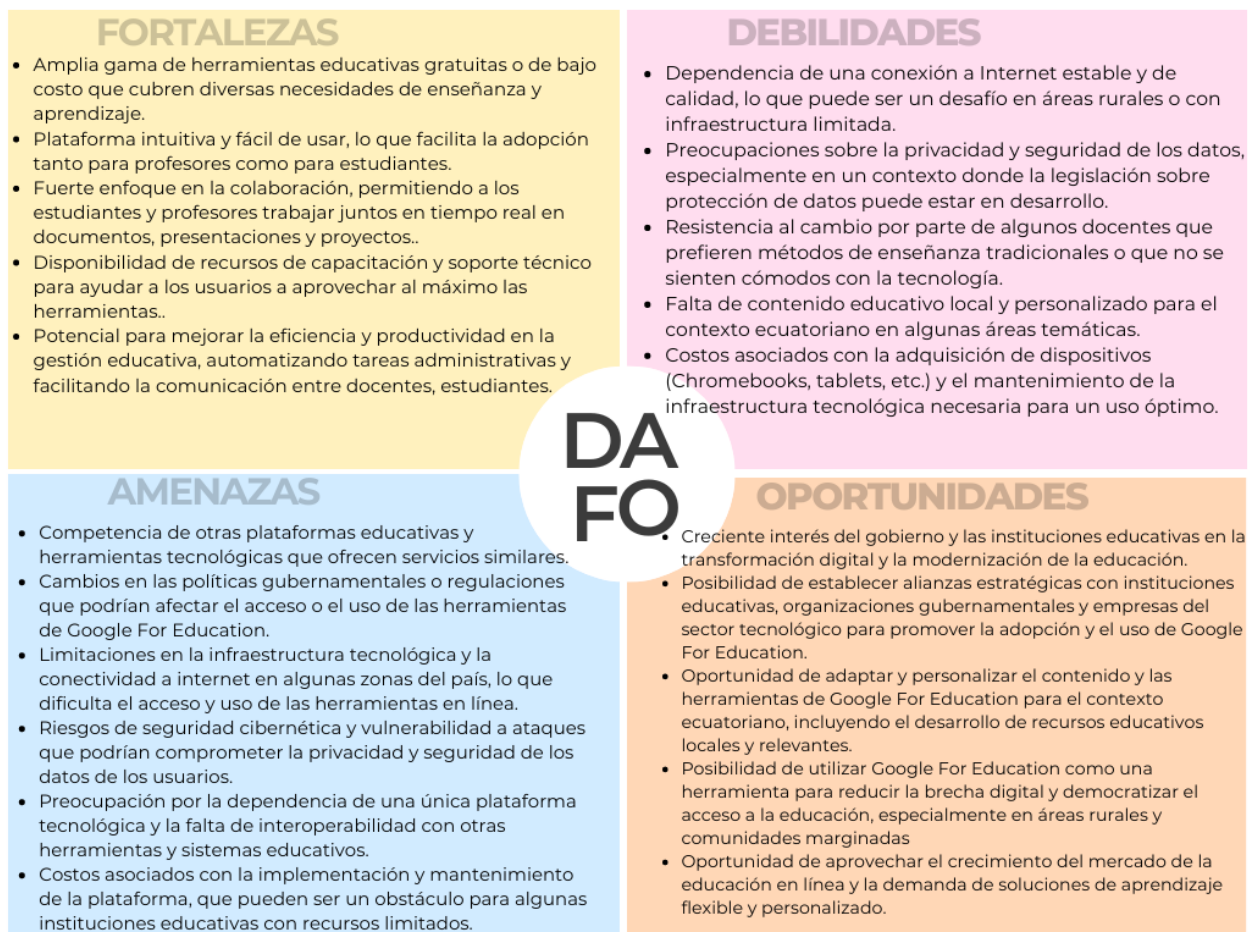 FORTALEZAS
• Amplia gama de herramientas educativas gratuitas o de bajo
costo que cubren diversas necesidades de enseñanza y
aprendizaje.
• Plataforma intuitiva y fácil de usar, lo que facilita la adopción
tanto para profesores como para estudiantes.
• Fuerte enfoque en la colaboración, permitiendo a los
estudiantes y profesores trabajar juntos en tiempo real en
documentos, presentaciones y proyectos..
• Disponibilidad de recursos de capacitación y soporte técnico
para ayudar a los usuarios a aprovechar al máximo las
herramientas..
• Potencial para mejorar la eficiencia y productividad en la
gestión educativa, automatizando tareas administrativas y
facilitando la comunicación entre docentes, estudiantes.
DEBILIDADES
• Dependencia de una conexión a Internet estable y de
calidad, lo que puede ser un desafío en áreas rurales o con
infraestructura limitada.
• Preocupaciones sobre la privacidad y seguridad de los datos,
especialmente en un contexto donde la legislación sobre
protección de datos puede estar en desarrollo.
• Resistencia al cambio por parte de algunos docentes que
prefieren métodos de enseñanza tradicionales o que no se
sienten cómodos con la tecnología.
• Falta de contenido educativo local y personalizado para el
contexto ecuatoriano en algunas áreas temáticas.
• Costos asociados con la adquisición de dispositivos
(Chromebooks, tablets, etc.) y el mantenimiento de la
infraestructura tecnológica necesaria para un uso óptimo.
DA
FO
AMENAZAS
• Competencia de otras plataformas educativas y
herramientas tecnológicas que ofrecen servicios similares.
• Cambios en las políticas gubernamentales o regulaciones
que podrían afectar el acceso o el uso de las herramientas
de Google For Education.
• Limitaciones en la infraestructura tecnológica y la
conectividad a internet en algunas zonas del país, lo que
dificulta el acceso y uso de las herramientas en línea.
• Riesgos de seguridad cibernética y vulnerabilidad a ataques
que podrían comprometer la privacidad y seguridad de los
datos de los usuarios.
• Preocupación por la dependencia de una única plataforma
tecnológica y la falta de interoperabilidad con otras
herramientas y sistemas educativos.
• Costos asociados con la implementación y mantenimiento
de la plataforma, que pueden ser un obstáculo para algunas
instituciones educativas con recursos limitados.
OPORTUNIDADES
• Creciente interés del gobierno y las instituciones educativas en la
transformación digital y la modernización de la educación.
• Posibilidad de establecer alianzas estratégicas con instituciones
educativas, organizaciones gubernamentales y empresas del
sector tecnológico para promover la adopción y el uso de Google
For Education.
• Oportunidad de adaptar y personalizar el contenido y las
herramientas de Google For Education para el contexto
ecuatoriano, incluyendo el desarrollo de recursos educativos
locales y relevantes.
• Posibilidad de utilizar Google For Education como una
herramienta para reducir la brecha digital y democratizar el
acceso a la educación, especialmente en áreas rurales y
comunidades marginadas
• Oportunidad de aprovechar el crecimiento del mercado de la
educación en línea y la demanda de soluciones de aprendizaje
flexible y personalizado.